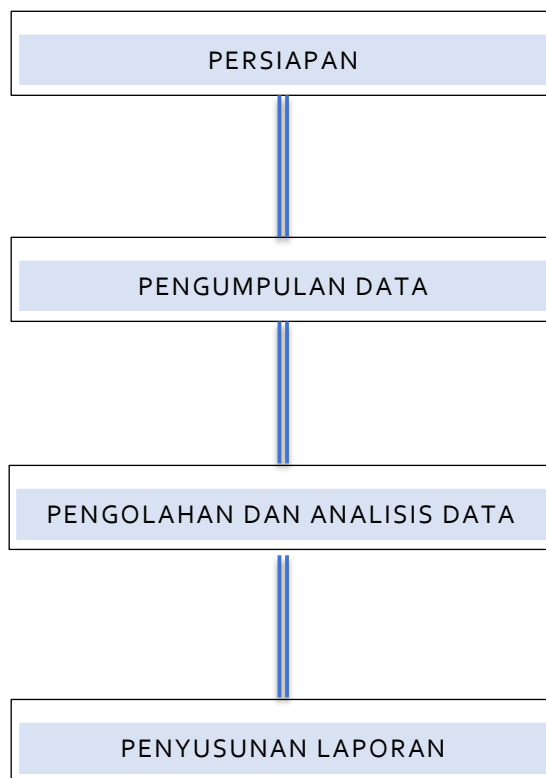 PERSIAPAN
PENGUMPULAN DATA
PENGOLAHAN DAN ANALISIS DATA
PENYUSUNAN LAPORAN